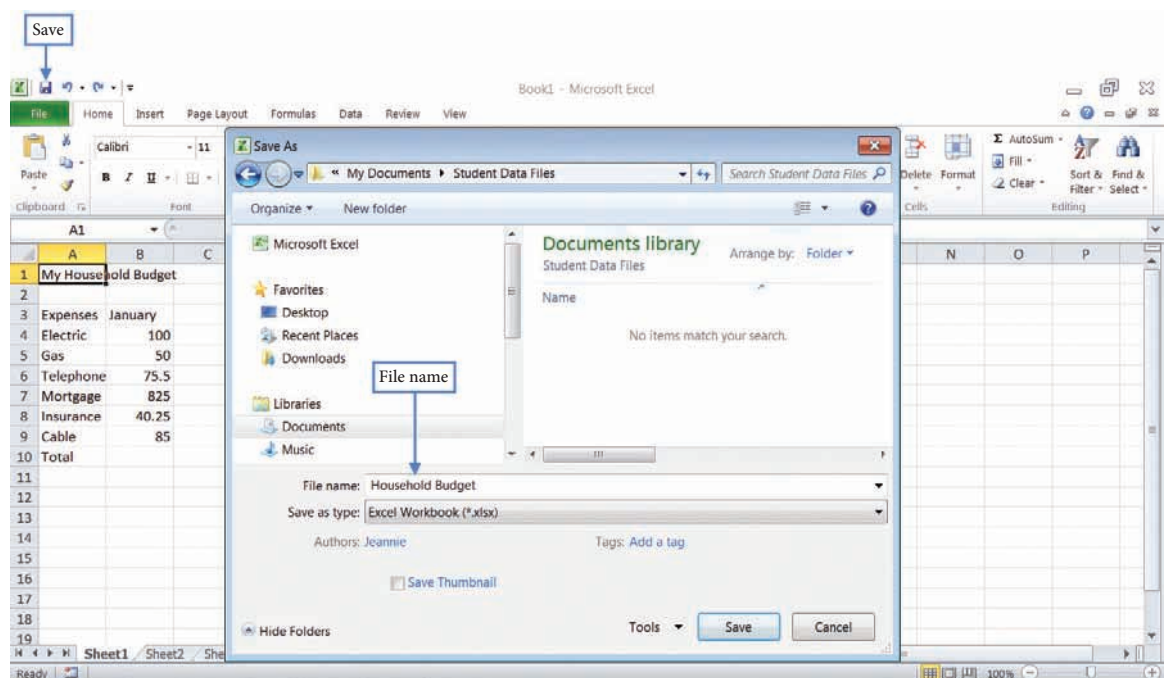 Save
Book1 - Microsoft Excel
File Home Insert Page Layout Formulas Data Review View
Calibri 11
Paste
B I U
Clipboard Font
Save As
« My Documents Student Data Files Search Student Data Files
Organize New folder
Microsoft Excel
Favorites
Desktop
Recent Places
Downloads
Libraries
Documents
Music
Documents library
Student Data Files
Arrange by: Folder
Name
No items match your search.
File name
File name: Household Budget
Save as type: Excel Workbook (*.xlsx)
Authors: Jeannie Tags: Add a tag
Save Thumbnail
Hide Folders Tools Save Cancel
Delete Format
Cells
Σ AutoSum
Fill
Clear
Sort & Filter
Find & Select
Editing
A1
A B C N O P
1 My Household Budget
2
3 Expenses January
4 Electric 100
5 Gas 50
6 Telephone 75.5
7 Mortgage 825
8 Insurance 40.25
9 Cable 85
10 Total
11
12
13
14
15
16
17
18
19
Sheet1 Sheet2 She
Ready 100%